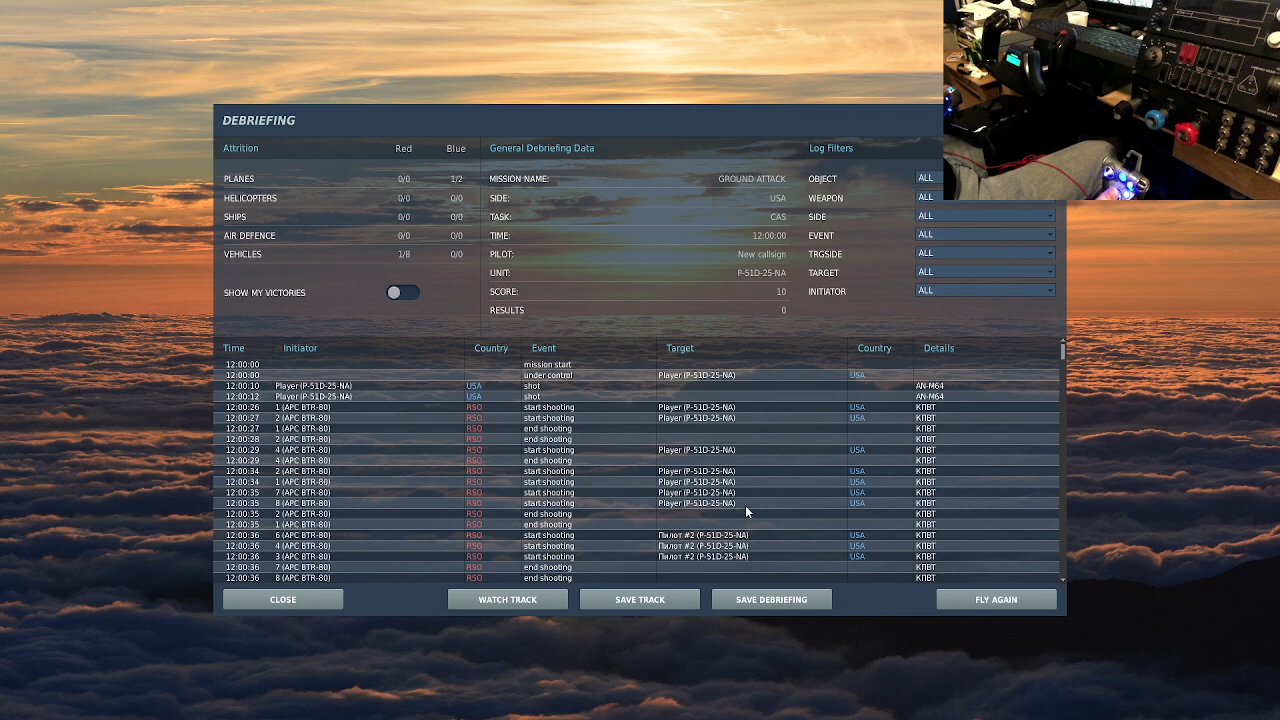 DEBRIEFING
Attrition Red Blue General Debriefing Data Log Filters
PLANES 0/0 1/2 MISSION NAME: GROUND ATTACK OBJECT ALL
HELICOPTERS 0/0 0/0 SIDE: USA WEAPON ALL
SHIPS 0/0 0/0 TASK: CAS SIDE ALL
AIR DEFENCE 0/0 0/0 TIME: 12:00:00 EVENT ALL
VEHICLES 1/8 0/0 PILOT: New callsign TRGSIDE ALL
UNIT: P-51D-25-NA TARGET ALL
SHOW MY VICTORIES SCORE: 10 INITIATOR ALL
RESULTS 0
Time Initiator Country Event Target Country Details
12:00:00 mission start
12:00:00 under control Player (P-51D-25-NA) USA
12:00:10 Player (P-51D-25-NA) USA shot AN-M64
12:00:12 Player (P-51D-25-NA) USA shot AN-M64
12:00:26 1 (APC BTR-80) RSO start shooting Player (P-51D-25-NA) USA КПВТ
12:00:27 2 (APC BTR-80) RSO start shooting Player (P-51D-25-NA) USA КПВТ
12:00:27 1 (APC BTR-80) RSO end shooting КПВТ
12:00:28 2 (APC BTR-80) RSO end shooting КПВТ
12:00:29 4 (APC BTR-80) RSO start shooting Player (P-51D-25-NA) USA КПВТ
12:00:29 4 (APC BTR-80) RSO end shooting КПВТ
12:00:34 2 (APC BTR-80) RSO start shooting Player (P-51D-25-NA) USA КПВТ
12:00:34 1 (APC BTR-80) RSO start shooting Player (P-51D-25-NA) USA КПВТ
12:00:35 7 (APC BTR-80) RSO start shooting Player (P-51D-25-NA) USA КПВТ
12:00:35 8 (APC BTR-80) RSO start shooting Player (P-51D-25-NA) USA КПВТ
12:00:35 2 (APC BTR-80) RSO end shooting КПВТ
12:00:35 1 (APC BTR-80) RSO end shooting КПВТ
12:00:36 6 (APC BTR-80) RSO start shooting Пилот #2 (P-51D-25-NA) USA КПВТ
12:00:36 4 (APC BTR-80) RSO start shooting Пилот #2 (P-51D-25-NA) USA КПВТ
12:00:36 3 (APC BTR-80) RSO start shooting Пилот #2 (P-51D-25-NA) USA КПВТ
12:00:36 7 (APC BTR-80) RSO end shooting КПВТ
12:00:36 8 (APC BTR-80) RSO end shooting КПВТ
CLOSE WATCH TRACK SAVE TRACK SAVE DEBRIEFING FLY AGAIN